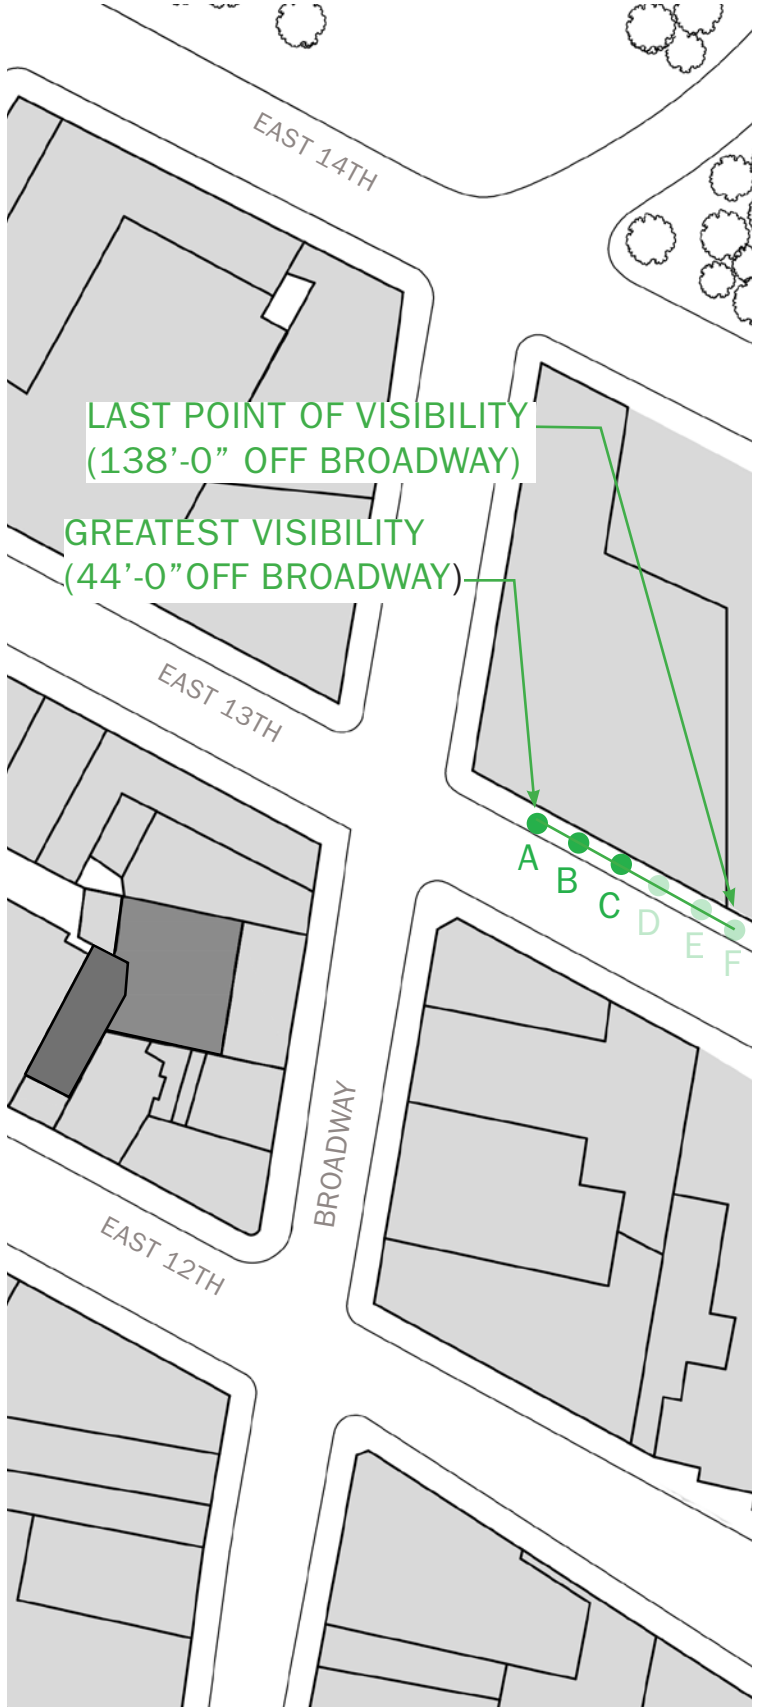 EAST 14TH
LAST POINT OF VISIBILITY
(138’-0” OFF BROADWAY)
GREATEST VISIBILITY
(44’-0”OFF BROADWAY)
EAST 13TH
A
B
C
D
E
F
BROADWAY
EAST 12TH